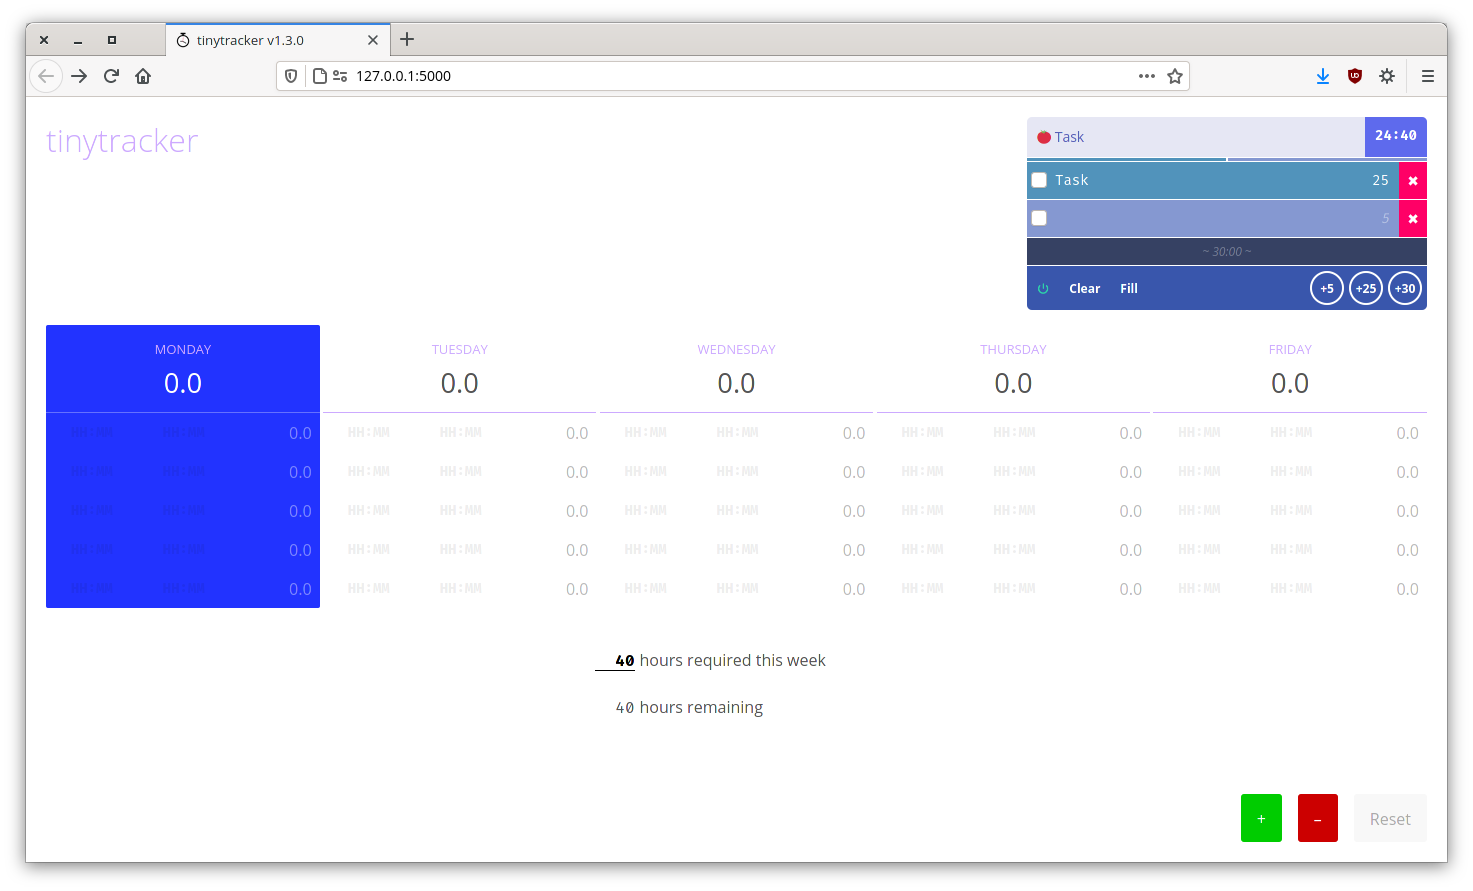 tinytracker v1.3.0
127.0.0.1:5000
tinytracker
Task 24:40
Task 25
5
~ 30:00 ~
Clear Fill +5 +25 +30
MONDAY TUESDAY WEDNESDAY THURSDAY FRIDAY
0.0 0.0 0.0 0.0 0.0
HH:MM HH:MM 0.0 HH:MM HH:MM 0.0 HH:MM HH:MM 0.0 HH:MM HH:MM 0.0 HH:MM HH:MM 0.0
HH:MM HH:MM 0.0 HH:MM HH:MM 0.0 HH:MM HH:MM 0.0 HH:MM HH:MM 0.0 HH:MM HH:MM 0.0
HH:MM HH:MM 0.0 HH:MM HH:MM 0.0 HH:MM HH:MM 0.0 HH:MM HH:MM 0.0 HH:MM HH:MM 0.0
HH:MM HH:MM 0.0 HH:MM HH:MM 0.0 HH:MM HH:MM 0.0 HH:MM HH:MM 0.0 HH:MM HH:MM 0.0
HH:MM HH:MM 0.0 HH:MM HH:MM 0.0 HH:MM HH:MM 0.0 HH:MM HH:MM 0.0 HH:MM HH:MM 0.0
40 hours required this week
40 hours remaining
+ – Reset